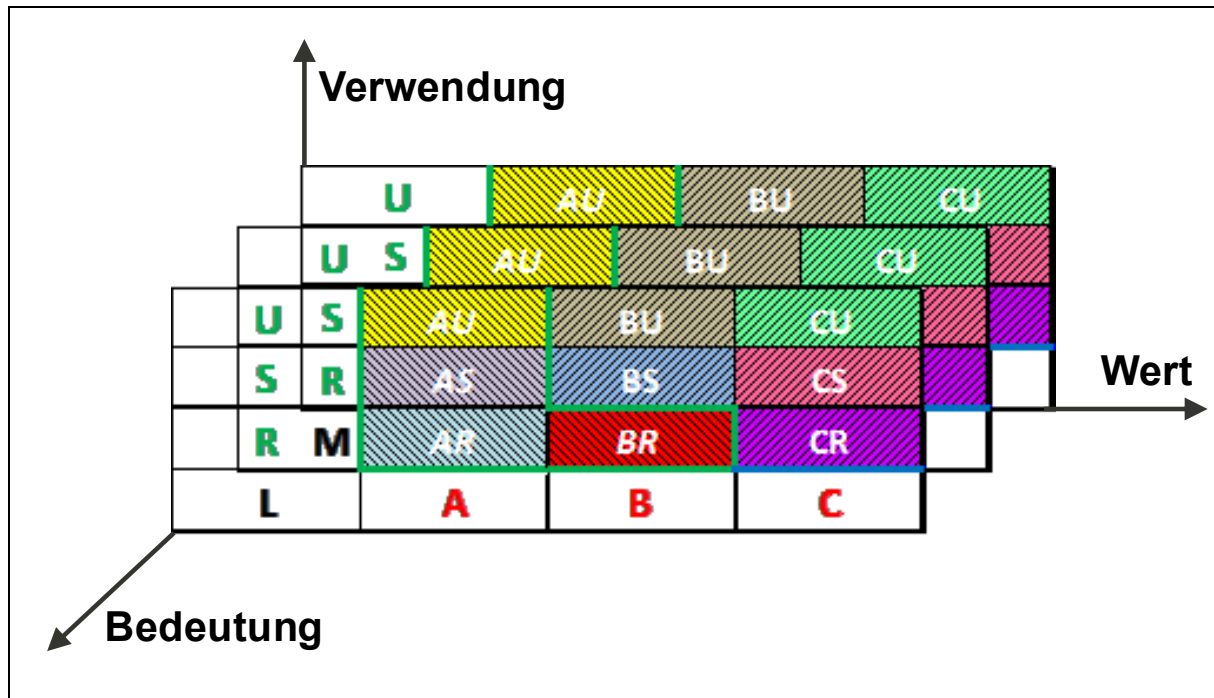 Verwendung
U AU BU CU
U S AU BU CU
U S AU BU CU
S R AS BS CS
Wert
R M AR BR CR
L A B C
Bedeutung